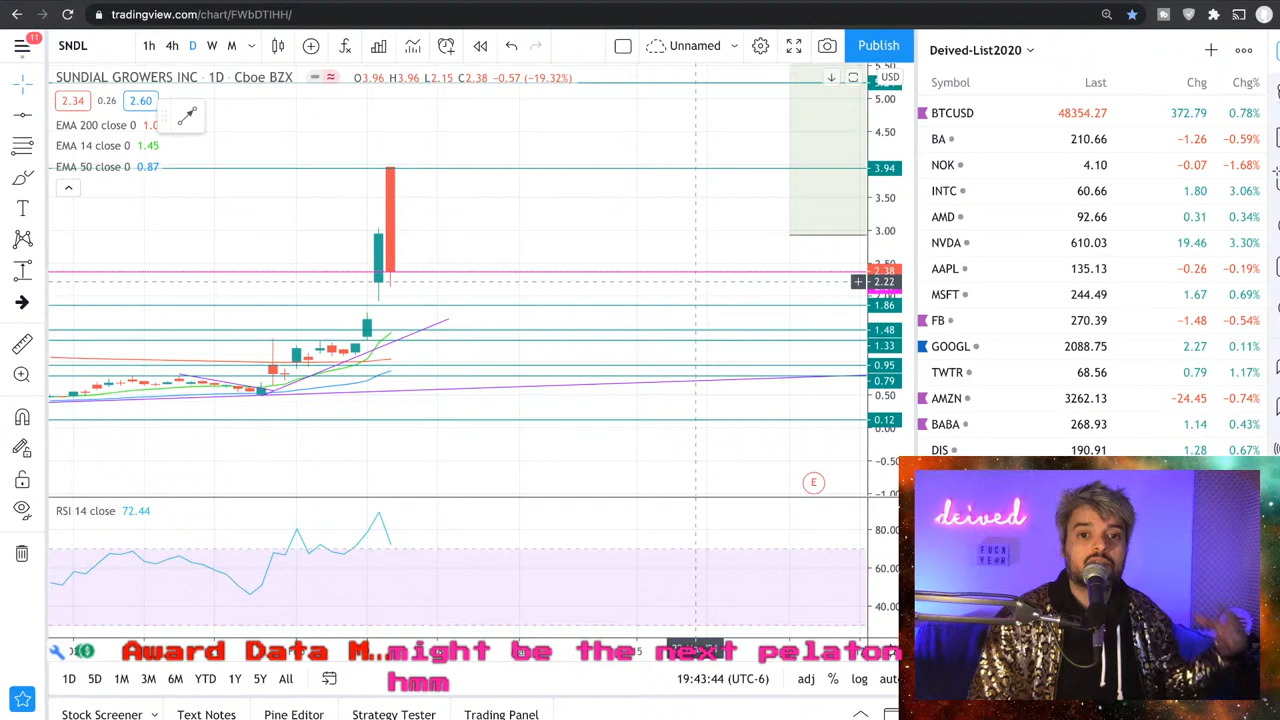 tradingview.com/chart/FWbDTIHH/
11
SNDL
1h 4h D W M
Unnamed
Publish
SUNDIAL GROWERS INC · 1D · Cboe BZX
O3.96 H3.96 L2.15 C2.38 -0.57 (-19.32%)
USD
2.34 0.26 2.60
EMA 200 close 0
EMA 14 close 0 1.45
EMA 50 close 0 0.87
5.00
4.50
3.94
3.50
3.00
2.38
2.22
1.86
1.48
1.33
0.95
0.79
0.50
0.12
0.00
-0.50
E
RSI 14 close 72.44
80.00
60.00
40.00
15
Award Data M..might be the next pelaton
hmm
1D 5D 1M 3M 6M YTD 1Y 5Y All
19:43:44 (UTC-6) adj % log
Stock Screener Text Notes Pine Editor Strategy Tester Trading Panel
Deived-List2020
Symbol Last Chg Chg%
BTCUSD 48354.27 372.79 0.78%
BA 210.66 −1.26 −0.59%
NOK 4.10 −0.07 −1.68%
INTC 60.66 1.80 3.06%
AMD 92.66 0.31 0.34%
NVDA 610.03 19.46 3.30%
AAPL 135.13 −0.26 −0.19%
MSFT 244.49 1.67 0.69%
FB 270.39 −1.48 −0.54%
GOOGL 2088.75 2.27 0.11%
TWTR 68.56 0.79 1.17%
AMZN 3262.13 −24.45 −0.74%
BABA 268.93 1.14 0.43%
DIS 190.91 1.28 0.67%
deived
FUCK
YEAH